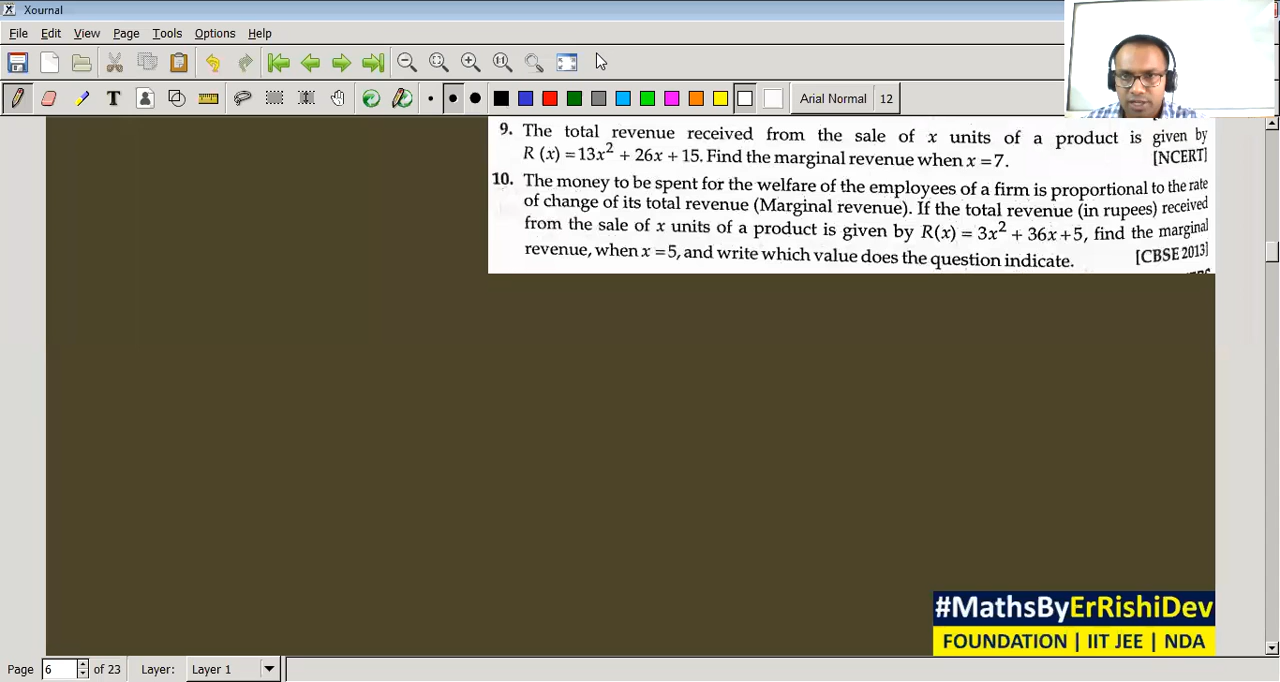 Xournal
File Edit View Page Tools Options Help
Arial Normal 12
9. The total revenue received from the sale of x units of a product is given by
R (x) = 13x² + 26x + 15. Find the marginal revenue when x = 7. [NCERT]
10. The money to be spent for the welfare of the employees of a firm is proportional to the rate
of change of its total revenue (Marginal revenue). If the total revenue (in rupees) received
from the sale of x units of a product is given by R(x) = 3x² + 36x + 5, find the marginal
revenue, when x = 5, and write which value does the question indicate. [CBSE 2013]
#MathsByErRishiDev
FOUNDATION | IIT JEE | NDA
Page 6 of 23 Layer: Layer 1